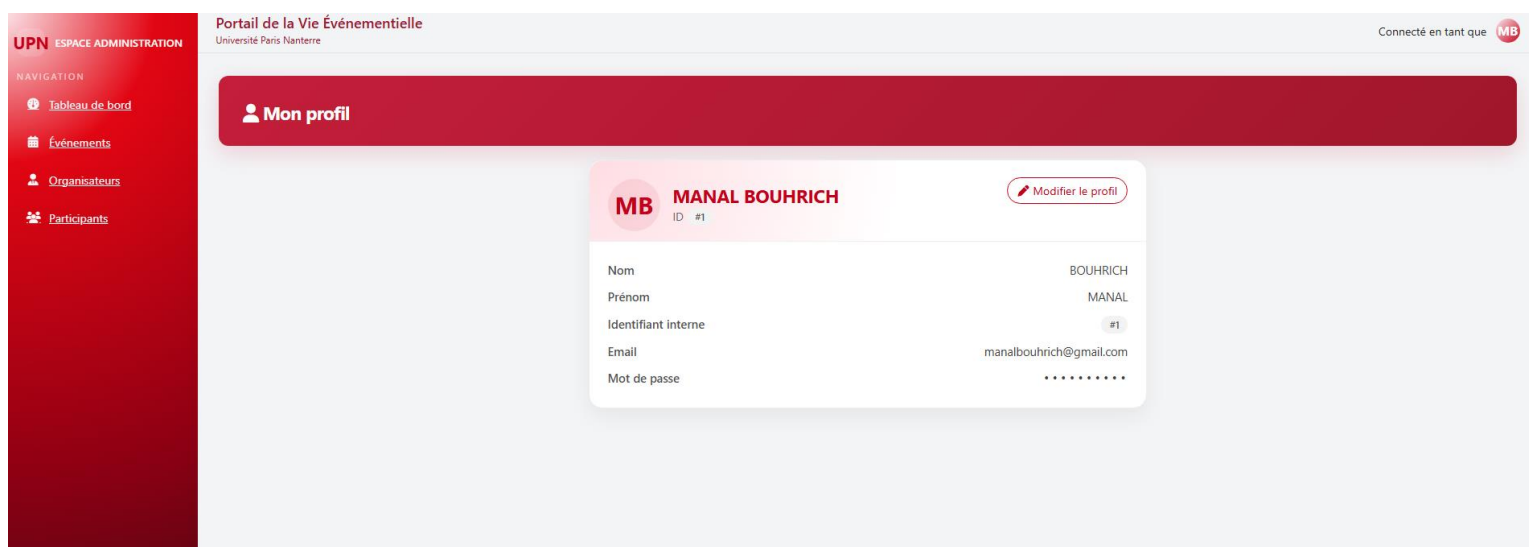 UPN ESPACE ADMINISTRATION
NAVIGATION
Tableau de bord
Événements
Organisateurs
Participants
Portail de la Vie Événementielle
Université Paris Nanterre
Connecté en tant que MB
Mon profil
MB MANAL BOUHRICH
ID #1
Modifier le profil
Nom BOUHRICH
Prénom MANAL
Identifiant interne #1
Email manalbouhrich@gmail.com
Mot de passe ••••••••••